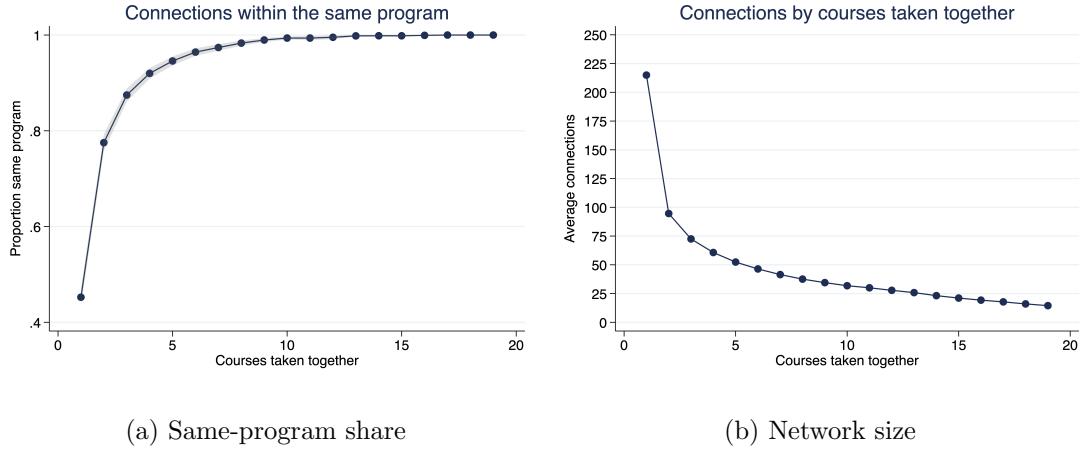 Connections within the same program
Proportion same program
1
.8
.6
.4
0 5 10 15 20
Courses taken together
(a) Same-program share
Connections by courses taken together
Average connections
250
225
200
175
150
125
100
75
50
25
0
0 5 10 15 20
Courses taken together
(b) Network size